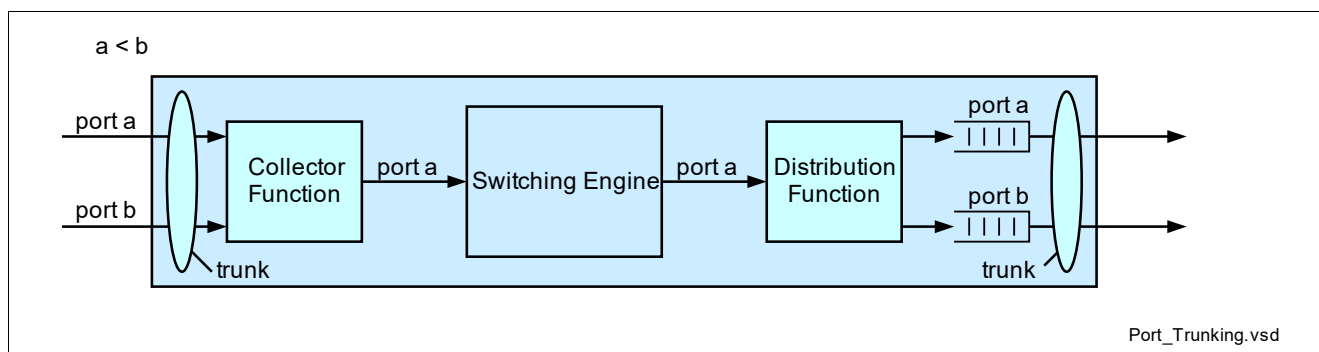 a < b
port a
port b
trunk
Collector
Function
port a
Switching Engine
port a
Distribution
Function
port a
port b
trunk
Port_Trunking.vsd